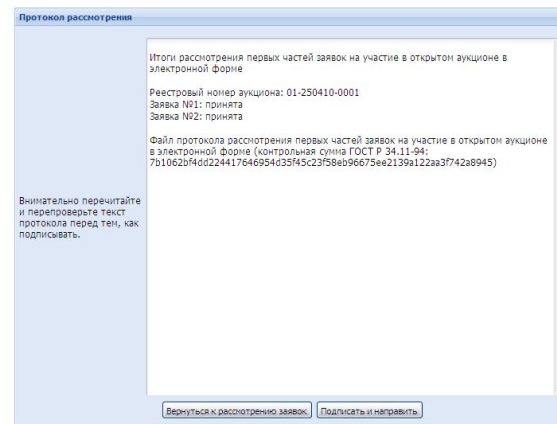 Протокол рассмотрения
Итоги рассмотрения первых частей заявок на участие в открытом аукционе в
электронной форме
Реестровый номер аукциона: 01-250410-0001
Заявка №1: принята
Заявка №2: принята
Файл протокола рассмотрения первых частей заявок на участие в открытом аукционе
в электронной форме (контрольная сумма ГОСТ Р 34.11-94:
7b1062bf4dd224417646954d35f45c23f58eb96675ee2139a122aa3f742a8945)
Внимательно перечитайте
и перепроверьте текст
протокола перед тем, как
подписывать.
Вернуться к рассмотрению заявок Подписать и направить